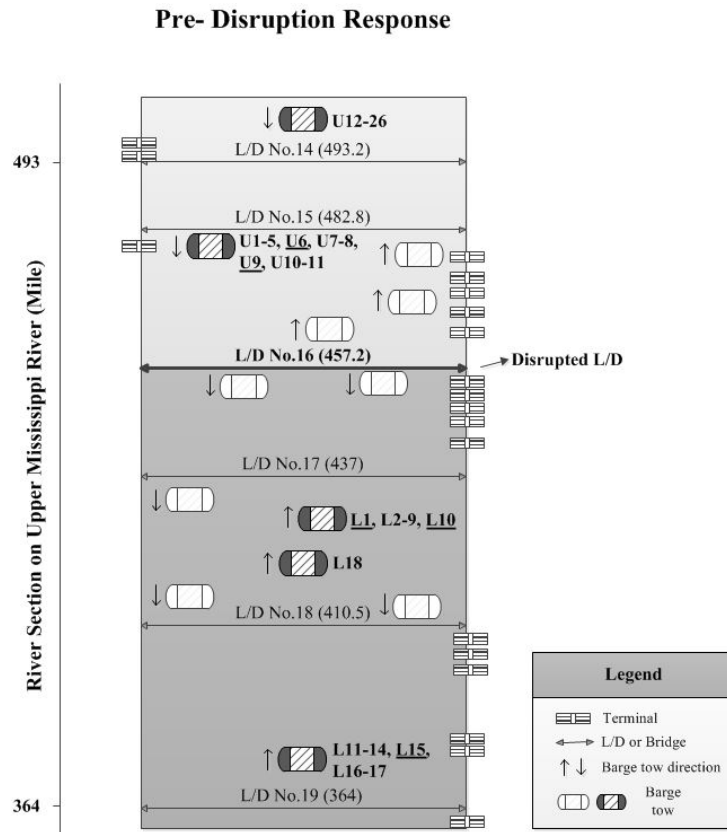 Pre- Disruption Response
U12-26
L/D No.14 (493.2)
493
L/D No.15 (482.8)
U1-5, U6, U7-8,
U9, U10-11
L/D No.16 (457.2)
Disrupted L/D
L/D No.17 (437)
L1, L2-9, L10
L18
L/D No.18 (410.5)
L11-14, L15,
L16-17
L/D No.19 (364)
364
River Section on Upper Mississippi River (Mile)
Legend
Terminal
L/D or Bridge
Barge tow direction
Barge
tow